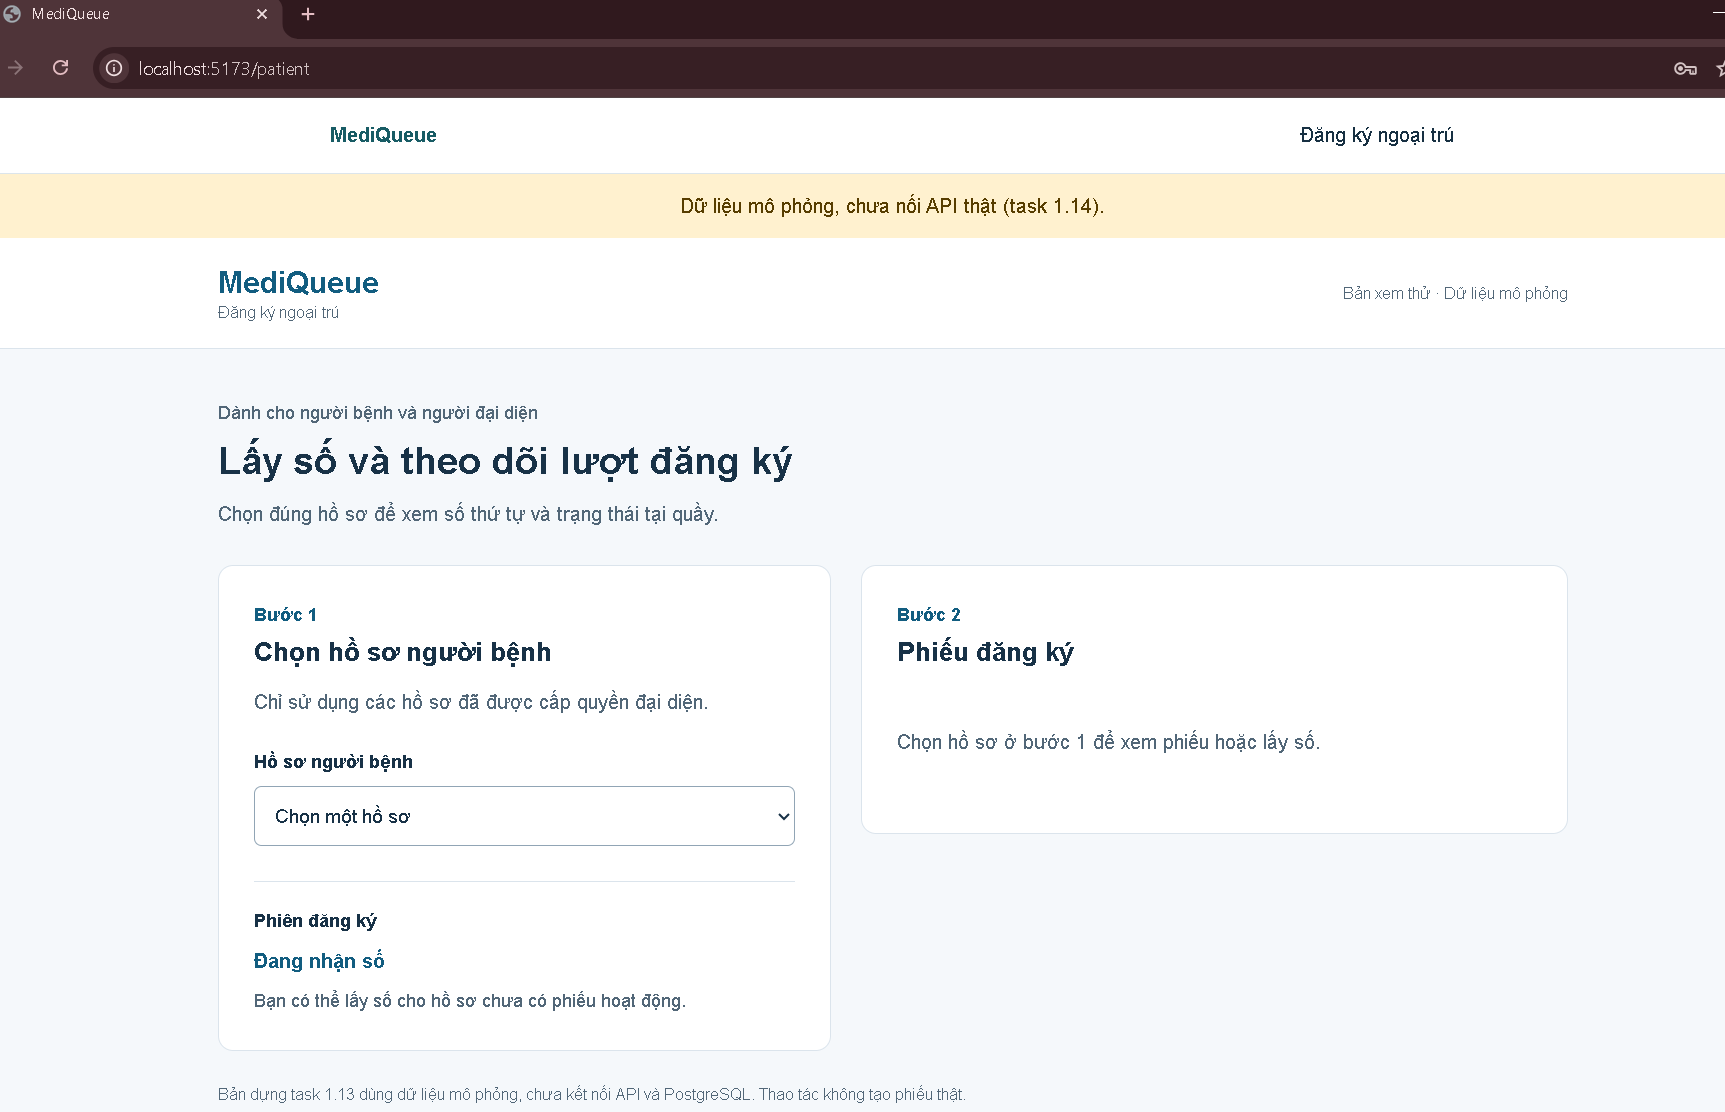 MediQueue
localhost:5173/patient
MediQueue
Đăng ký ngoại trú
Dữ liệu mô phỏng, chưa nối API thật (task 1.14).
MediQueue
Đăng ký ngoại trú
Bản xem thử · Dữ liệu mô phỏng
Dành cho người bệnh và người đại diện
Lấy số và theo dõi lượt đăng ký
Chọn đúng hồ sơ để xem số thứ tự và trạng thái tại quầy.
Bước 1
Chọn hồ sơ người bệnh
Chỉ sử dụng các hồ sơ đã được cấp quyền đại diện.
Hồ sơ người bệnh
Chọn một hồ sơ
Phiên đăng ký
Đang nhận số
Bạn có thể lấy số cho hồ sơ chưa có phiếu hoạt động.
Bước 2
Phiếu đăng ký
Chọn hồ sơ ở bước 1 để xem phiếu hoặc lấy số.
Bản dựng task 1.13 dùng dữ liệu mô phỏng, chưa kết nối API và PostgreSQL. Thao tác không tạo phiếu thật.